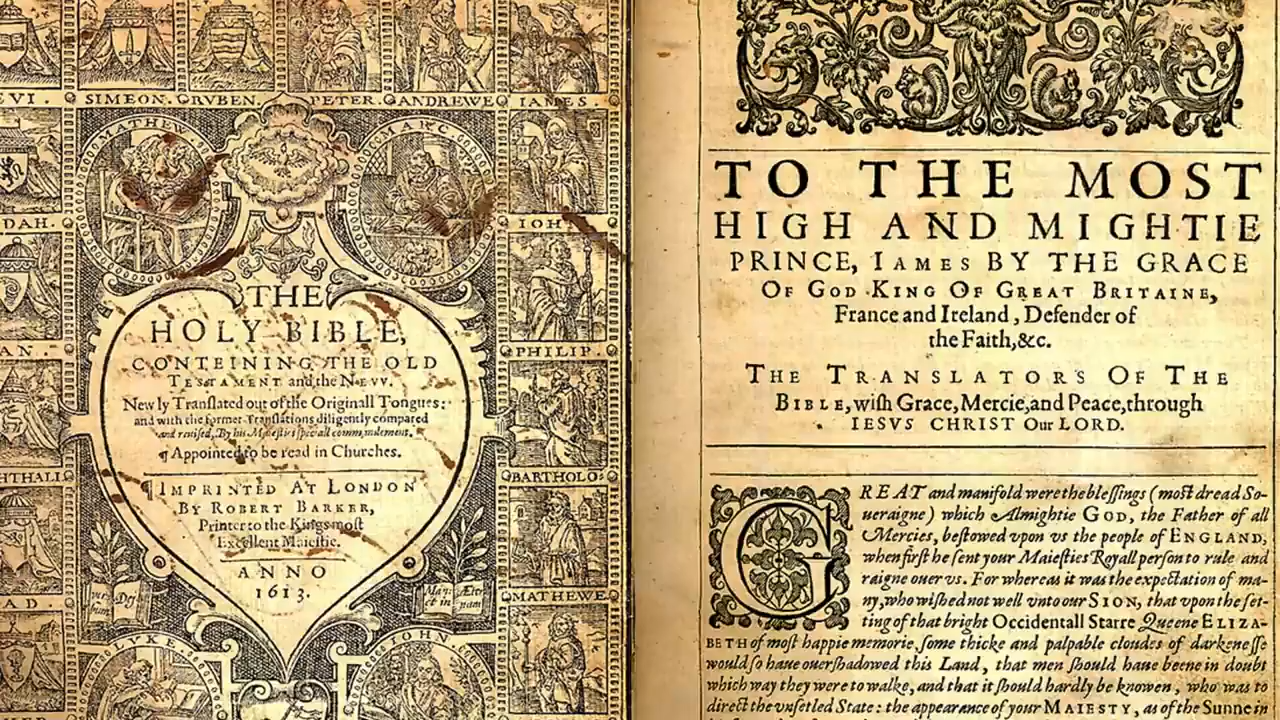 EVI. SIMEON. RVBEN. PETER. ANDREWE IAMES.
MATHEW MARC.
DAH. IOH
THE
HOLY BIBLE,
CONTEINING THE OLD
TESTAMENT and the NEVV.
AN. PHILIP.
Newly Translated out of the Originall Tongues:
and with the former Translations diligently compared
and reuised, By his Maiesties speciall commandement.
¶ Appointed to be read in Churches.
HTHALI BARTHOLO:
¶ IMPRINTED AT LONDON
BY ROBERT BARKER,
Printer to the Kings most
Excellent Maiestie.
ANNO
1613.
AD MATHEWE
LVKE IOHN
TO THE MOST
HIGH AND MIGHTIE
PRINCE, IAMES BY THE GRACE
OF GOD KING OF GREAT BRITAINE,
France and Ireland, Defender of
the Faith, &c.
THE TRANSLATORS OF THE
BIBLE, wish Grace, Mercie, and Peace, through
IESVS CHRIST Our LORD.
GREAT and manifold were the blessings (most dread So-
ueraigne) which Almightie GOD, the Father of all
Mercies, bestowed vpon vs the people of ENGLAND,
when first he sent your Maiesties Royall person to rule and
raigne ouer vs. For whereas it was the expectation of ma-
ny, who wished not well vnto our SION, that vpon the set-
ting of that bright Occidentall Starre Queene ELIZA-
BETH of most happie memorie, some thicke and palpable cloudes of darkenesse
would so haue ouershadowed this Land, that men should haue beene in doubt
which way they were to walke, and that it should hardly be knowen, who was to
direct the vnsetled State: the appearance of your MAIESTY, as of the Sunne in